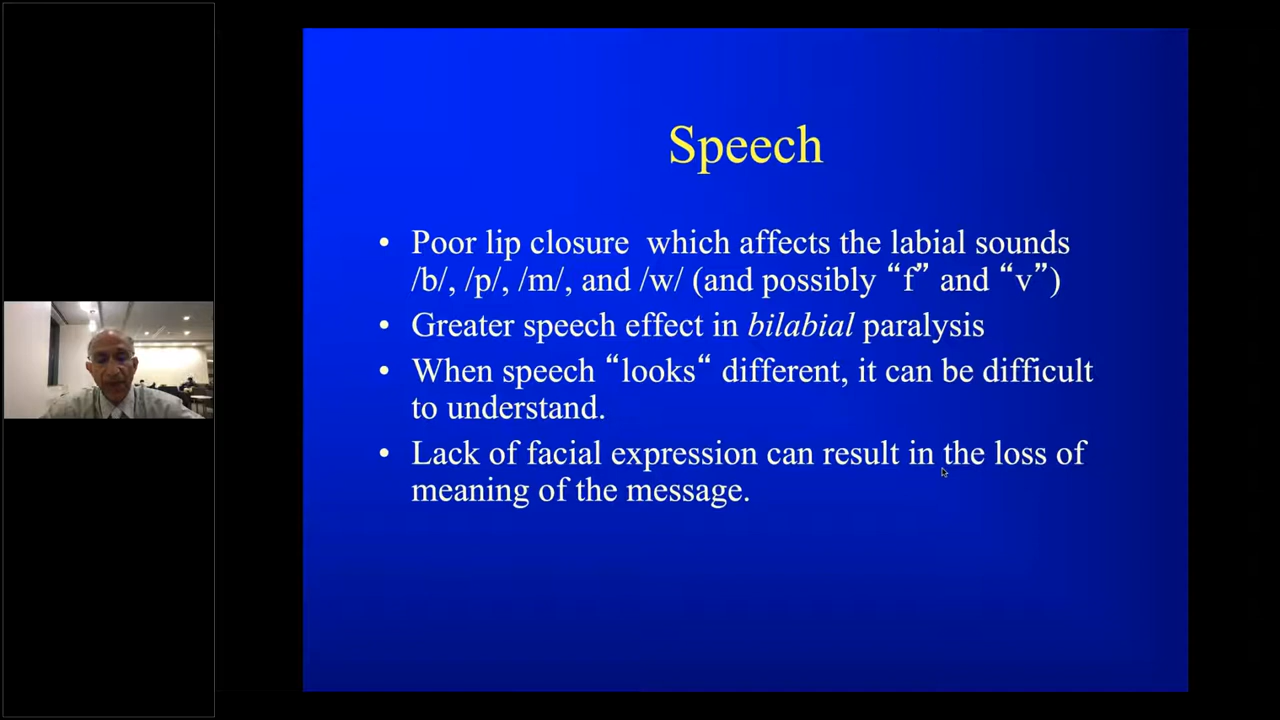 Speech
• Poor lip closure  which affects the labial sounds
/b/, /p/, /m/, and /w/ (and possibly “f” and “v”)
• Greater speech effect in bilabial paralysis
• When speech “looks“ different, it can be difficult
to understand.
• Lack of facial expression can result in the loss of
meaning of the message.